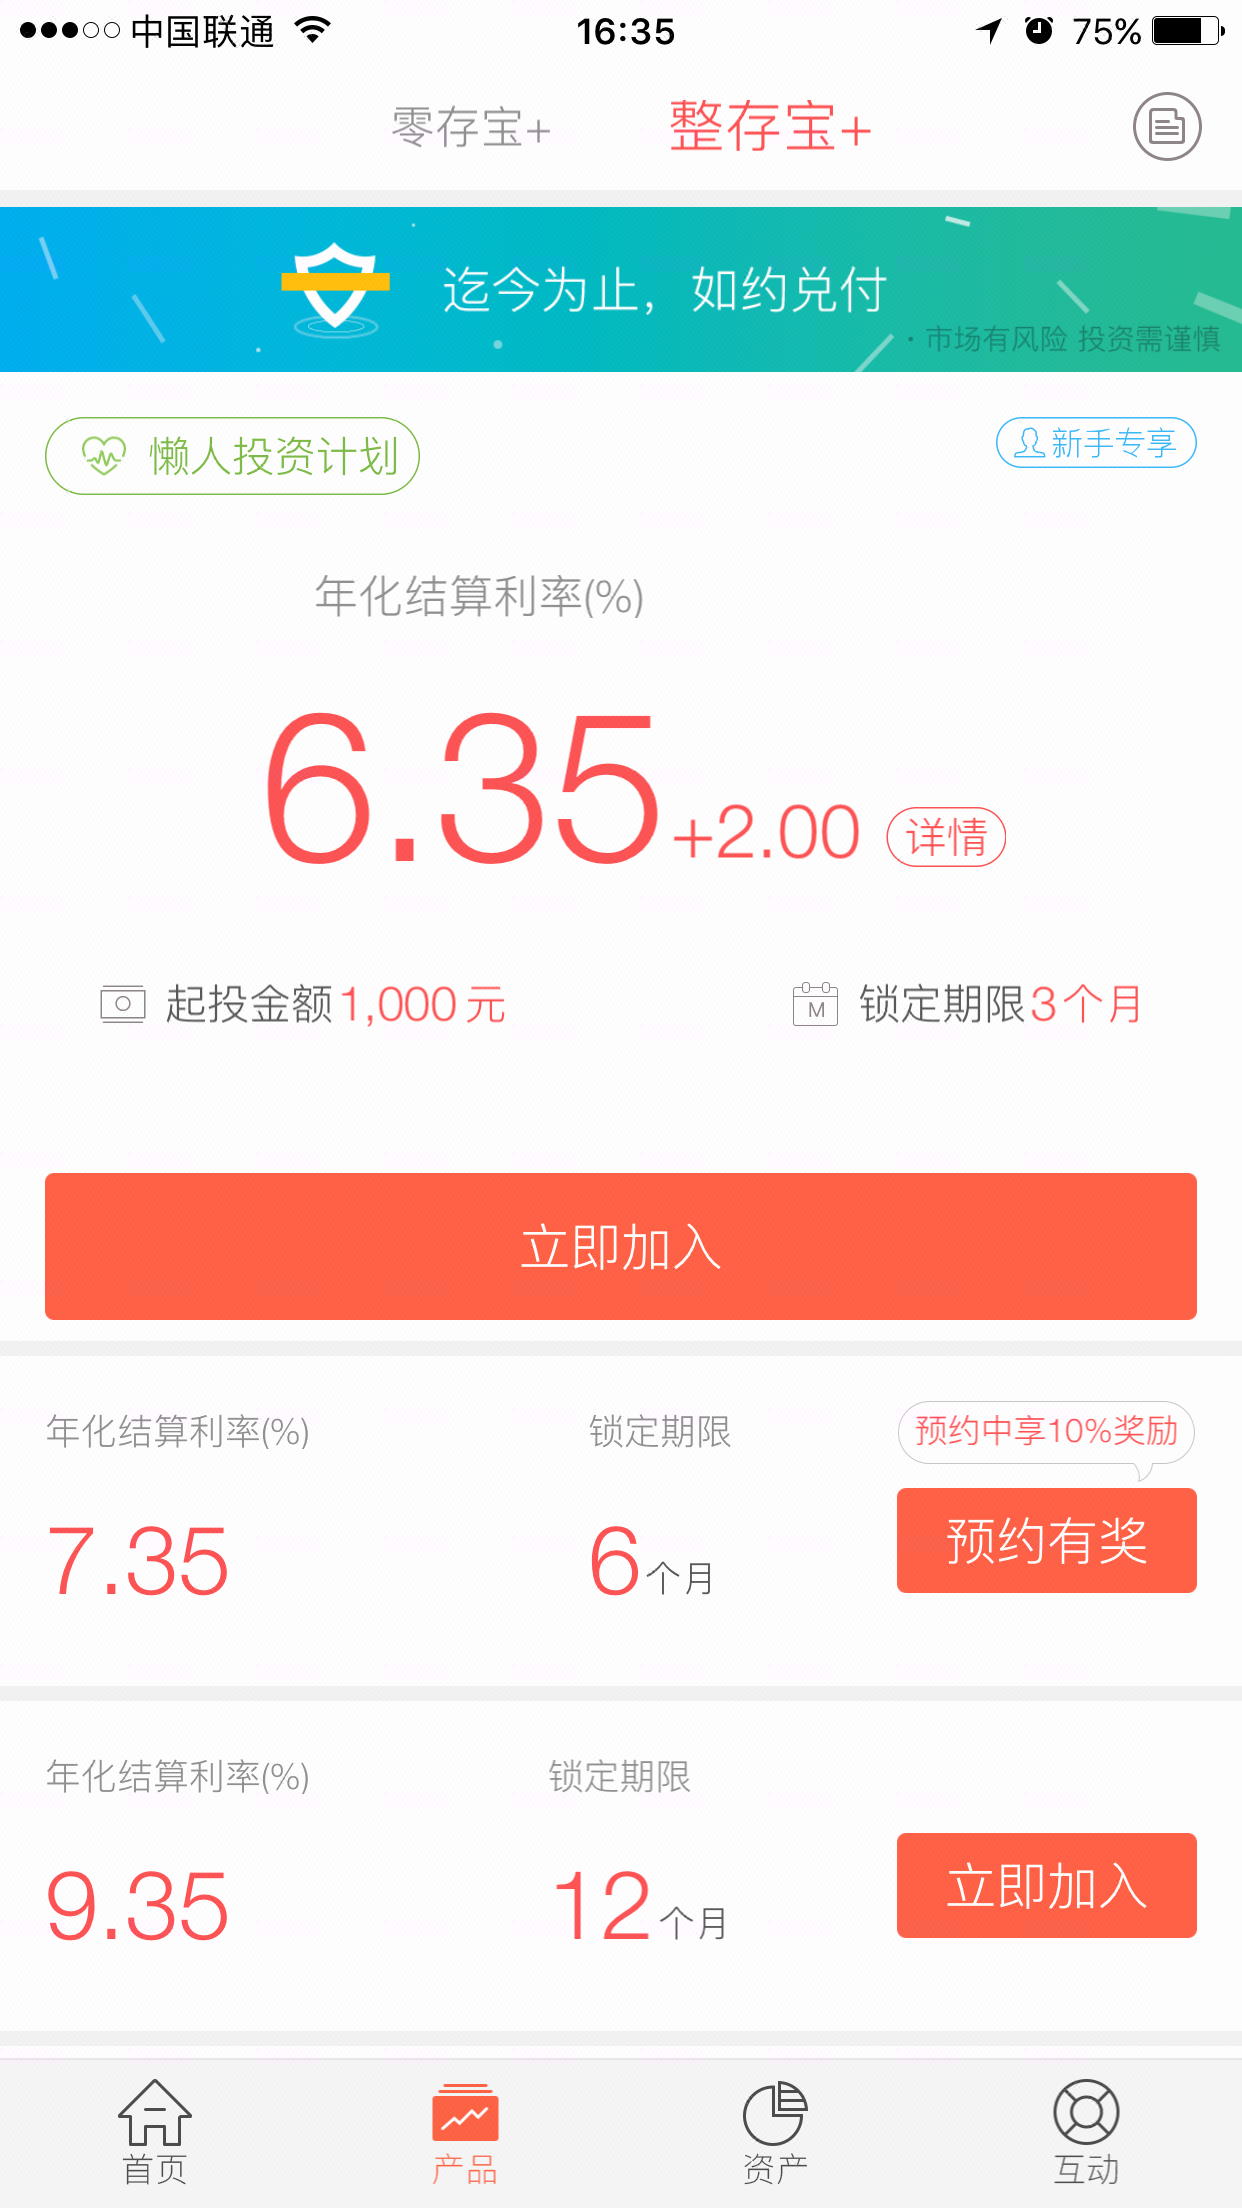 中国联通 16:35 75%
零存宝+ 整存宝+
迄今为止，如约兑付
·市场有风险 投资需谨慎
懒人投资计划 新手专享
年化结算利率(%)
6.35+2.00 详情
起投金额1,000元 锁定期限3个月
M
立即加入
年化结算利率(%) 锁定期限 预约中享10%奖励
7.35 6个月 预约有奖
年化结算利率(%) 锁定期限
9.35 12个月 立即加入
首页 产品 资产 互动